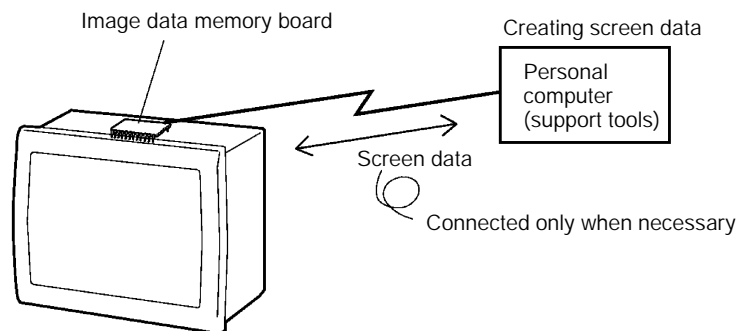 Image data memory board
Creating screen data
Personal
computer
(support tools)
Screen data
Connected only when necessary